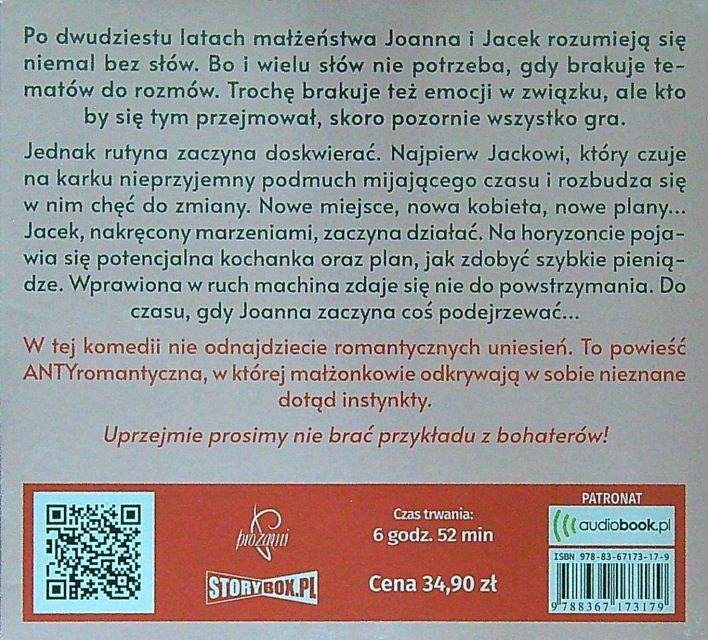 Po dwudziestu latach małżeństwa Joanna i Jacek rozumieją się
niemal bez słów. Bo i wielu słów nie potrzeba, gdy brakuje te-
matów do rozmów. Trochę brakuje też emocji w związku, ale kto
by się tym przejmował, skoro pozornie wszystko gra.
Jednak rutyna zaczyna doskwierać. Najpierw Jackowi, który czuje
na karku nieprzyjemny podmuch mijającego czasu i rozbudza się
w nim chęć do zmiany. Nowe miejsce, nowa kobieta, nowe plany...
Jacek, nakręcony marzeniami, zaczyna działać. Na horyzoncie poja-
wia się potencjalna kochanka oraz plan, jak zdobyć szybkie pienią-
dze. Wprawiona w ruch machina zdaje się nie do powstrzymania. Do
czasu, gdy Joanna zaczyna coś podejrzewać...
W tej komedii nie odnajdziecie romantycznych uniesień. To powieść
ANTYromantyczna, w której małżonkowie odkrywają w sobie nieznane
dotąd instynkty.
Uprzejmie prosimy nie brać przykładu z bohaterów!
prozami
STORYBOX.PL
Czas trwania:
6 godz. 52 min
Cena 34,90 zł
PATRONAT
audiobook.pl
ISBN 978-83-67173-17-9
9 788367 173179